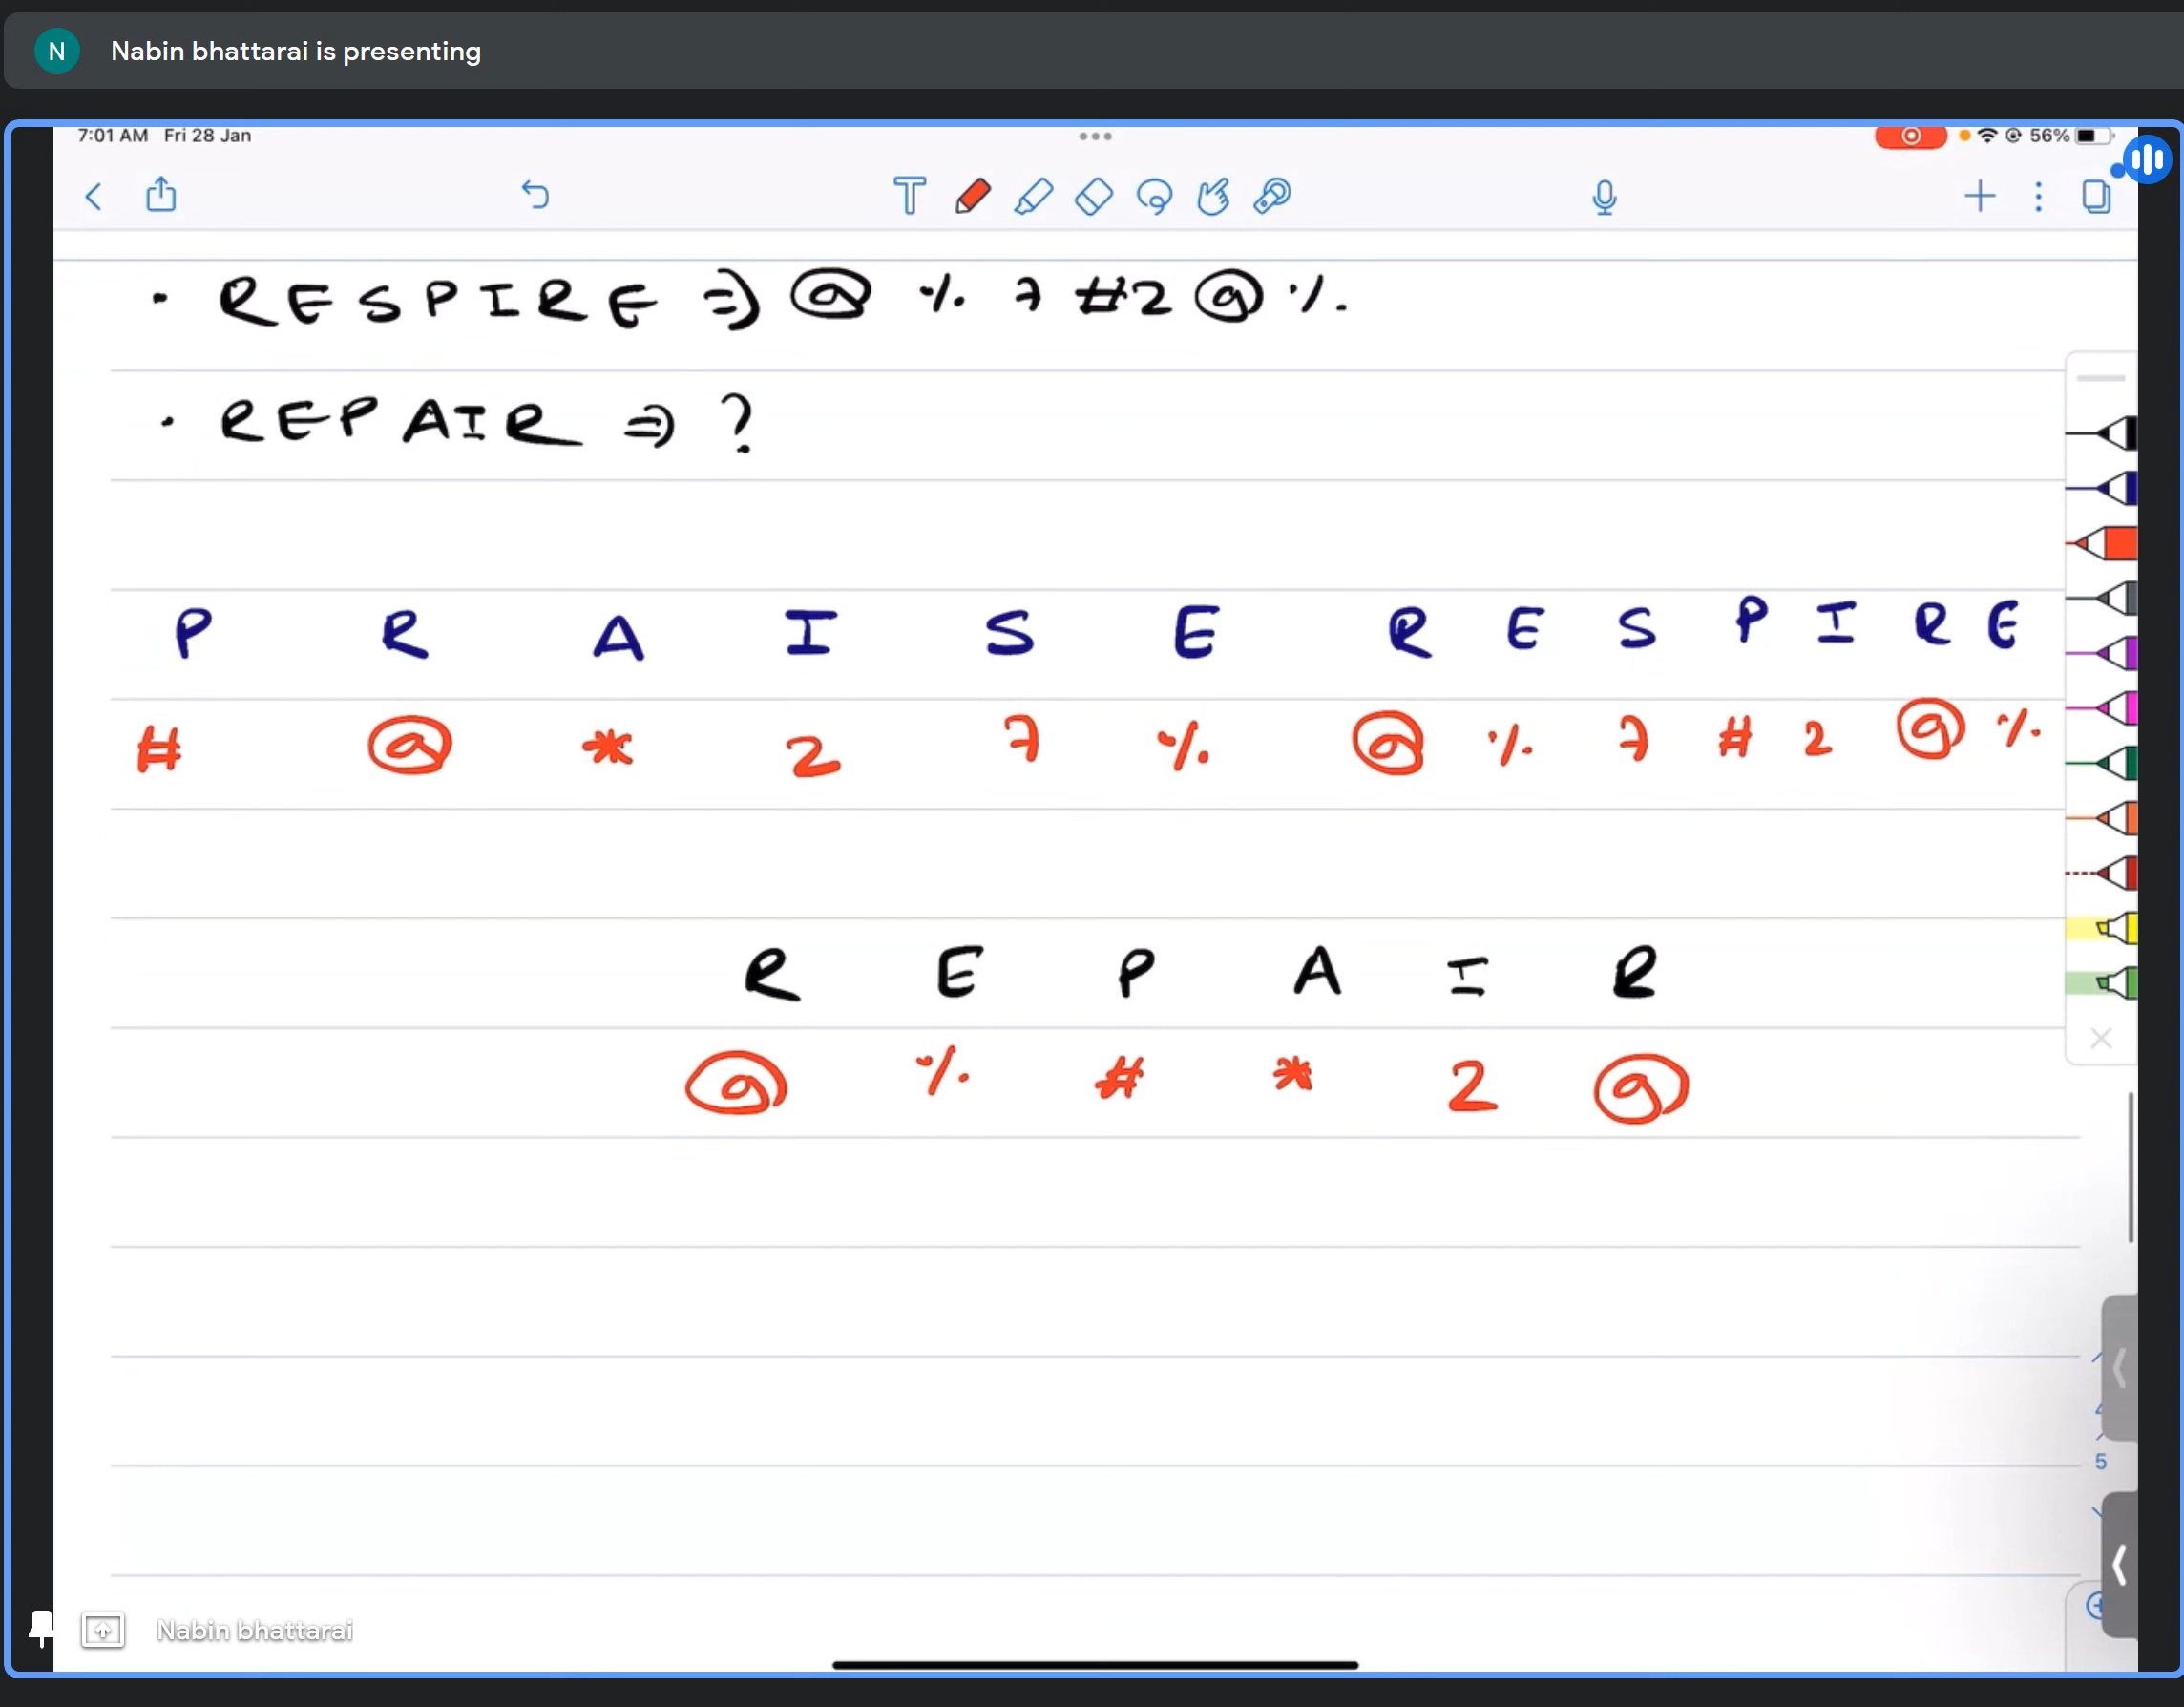 N Nabin bhattarai is presenting
7:01 AM Fri 28 Jan 56%
T
· RESPIRE ⇒ @ % 7 # 2 @ %
· REPAIR ⇒ ?
P R A I S E R E S P I R E
# @ * 2 7 % @ % 7 # 2 @ %
R E P A I R
@ % # * 2 @
5
Nabin bhattarai